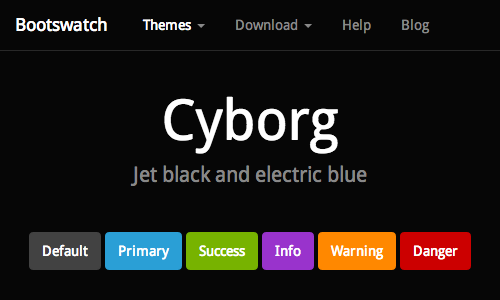 Bootswatch Themes Download Help Blog
Cyborg
Jet black and electric blue
Default Primary Success Info Warning Danger